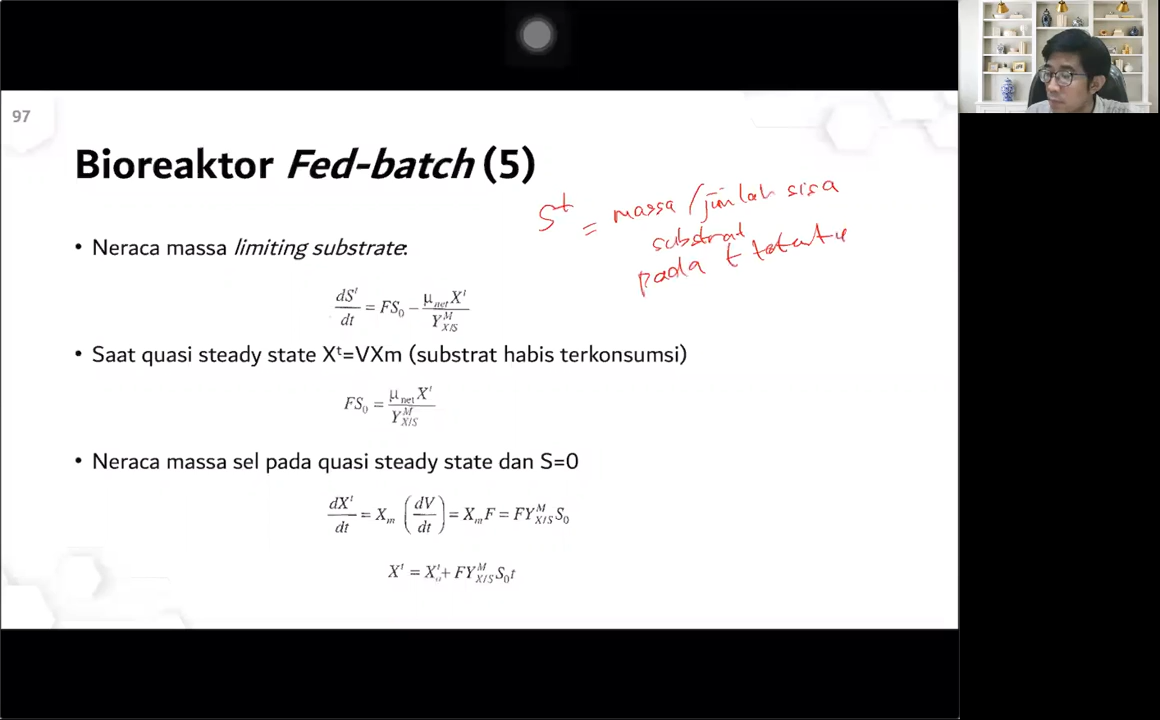 97
Bioreaktor Fed-batch (5)
S^t = massa / jumlah sisa
substrat
pada t tertentu
• Neraca massa limiting substrate:
dS^t/dt = FS_0 − μ_net X^t / Y^M_X/S
• Saat quasi steady state X^t=VXm (substrat habis terkonsumsi)
FS_0 = μ_net X^t / Y^M_X/S
• Neraca massa sel pada quasi steady state dan S=0
dX^t/dt = X_m (dV/dt) = X_m F = FY^M_X/S S_0
X^t = X^t_0 + FY^M_X/S S_0 t